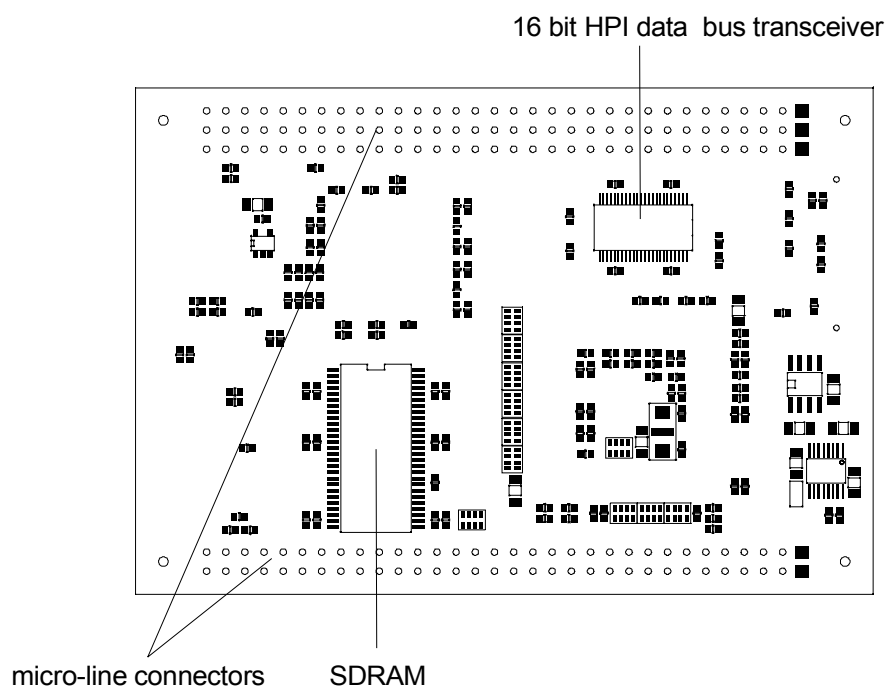 16 bit HPI data bus transceiver
micro-line connectors
SDRAM